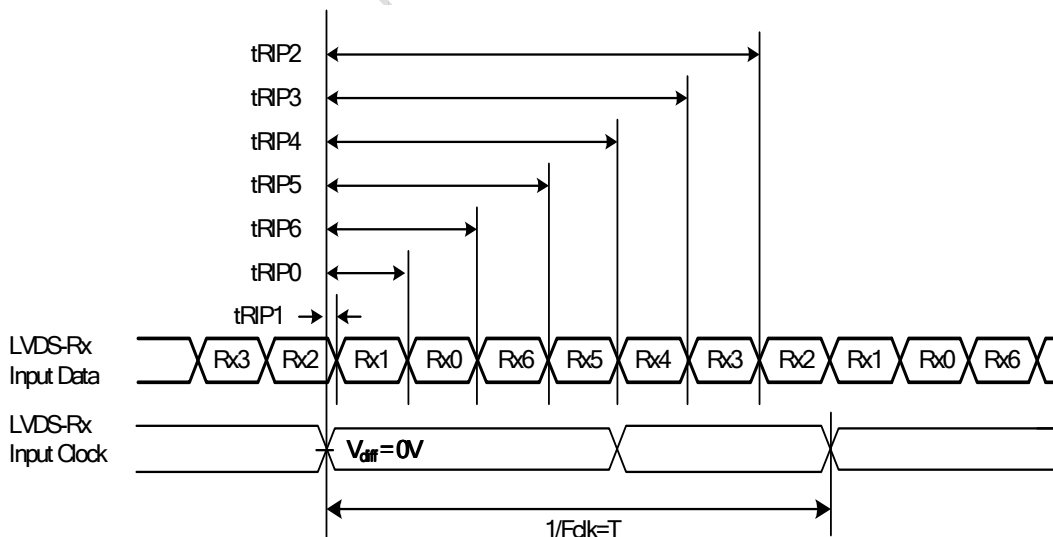 tRIP2
tRIP3
tRIP4
tRIP5
tRIP6
tRIP0
tRIP1
LVDS-Rx
Input Data
Rx3 Rx2 Rx1 Rx0 Rx6 Rx5 Rx4 Rx3 Rx2 Rx1 Rx0 Rx6
LVDS-Rx
Input Clock
Vdiff = 0V
1/Fclk=T